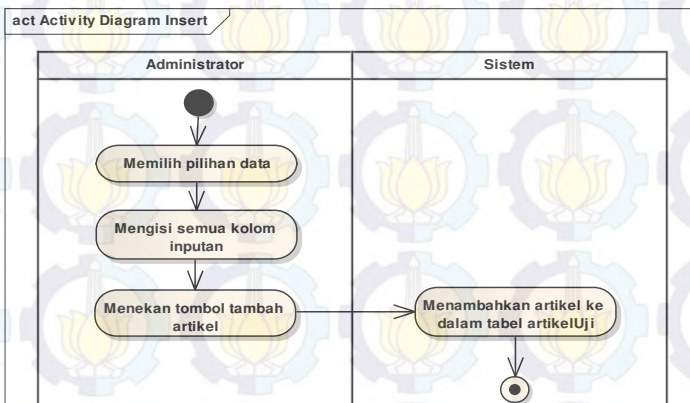 act Activity Diagram Insert
Administrator
Sistem
Memilih pilihan data
Mengisi semua kolom
inputan
Menekan tombol tambah
artikel
Menambahkan artikel ke
dalam tabel artikelUji